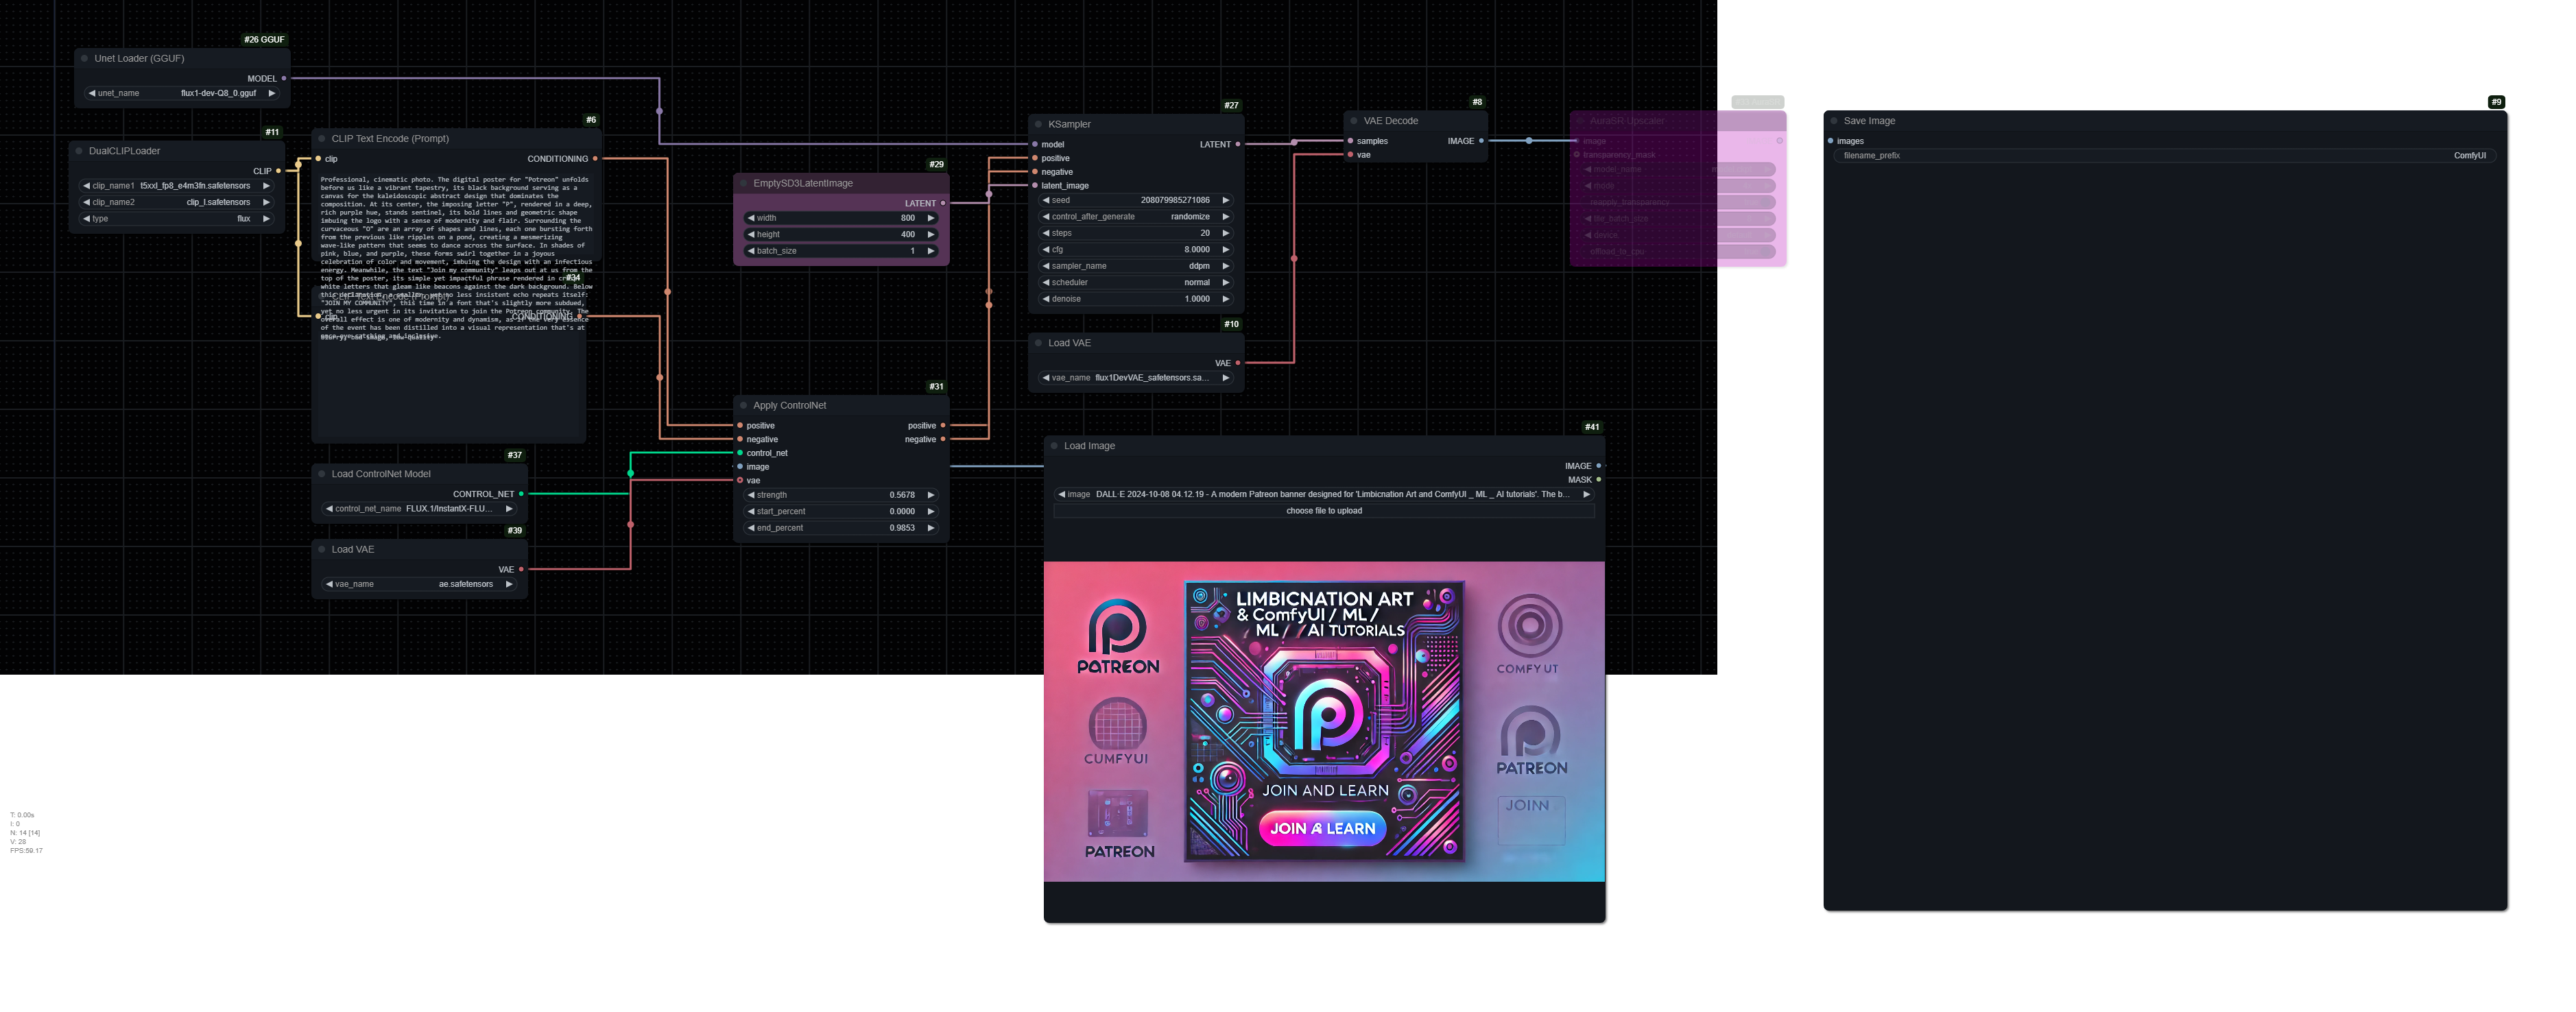 #26 GGUF
Unet Loader (GGUF)
MODEL
unet_name flux1-dev-Q8_0.gguf
#11
DualCLIPLoader
CLIP
clip_name1 t5xxl_fp8_e4m3fn.safetensors
clip_name2 clip_l.safetensors
type flux
#6
CLIP Text Encode (Prompt)
clip CONDITIONING
Professional, cinematic photo. The digital poster for "Potreon" unfolds
before us like a vibrant tapestry, its black background serving as a
canvas for the kaleidoscopic abstract design that dominates the
composition. At its center, the imposing letter "P", rendered in a deep,
rich purple hue, stands sentinel, its bold lines and geometric shape
imbuing the logo with a sense of modernity and flair. Surrounding the
curvaceous "O" are an array of shapes and lines, each one bursting forth
from the previous like ripples on a pond, creating a mesmerizing
wave-like pattern that seems to dance across the surface. In shades of
pink, blue, and purple, these forms swirl together in a joyous
celebration of color and movement, imbuing the design with an infectious
energy. Meanwhile, the text "Join my community" leaps out at us from the
top of the poster, its simple yet impactful phrase rendered in
white letters that gleam like beacons against the dark background. Below
no less insistent echo repeats itself:
"JOIN MY COMMUNITY", this time in a font that's slightly more subdued,
yet no less urgent in its invitation to join the Potreon community. The
overall effect is one of modernity and dynamism, as if the very essence
of the event has been distilled into a visual representation that's at
#34
CLIP Text Encode (Prompt)
clip CONDITIONING
#37
Load ControlNet Model
CONTROL_NET
control_net_name FLUX.1/InstantX-FLU...
#39
Load VAE
VAE
vae_name ae.safetensors
#29
EmptySD3LatentImage
LATENT
width 800
height 400
batch_size 1
#31
Apply ControlNet
positive positive
negative negative
control_net
image
vae
strength 0.5678
start_percent 0.0000
end_percent 0.9853
#27
KSampler
model LATENT
positive
negative
latent_image
seed 208079985271086
control_after_generate randomize
steps 20
cfg 8.0000
sampler_name ddpm
scheduler normal
denoise 1.0000
#10
Load VAE
VAE
vae_name flux1DevVAE_safetensors.sa...
#8
VAE Decode
samples IMAGE
vae
AuraSR Upscaler
image
transparency_mask
model_name
mode
reapply_transparency
tile_batch_size
device
offload_to_cpu
#41
Load Image
IMAGE
MASK
image DALL·E 2024-10-08 04.12.19 - A modern Patreon banner designed for 'Limbicnation Art and ComfyUI _ ML _ AI tutorials'. The b...
choose file to upload
PATREON
CUMFYUI
PATREON
LIMBICNATION ART
& ComfyUI / ML /
ML / / AI TUTORIALS
JOIN AND LEARN
JOIN & LEARN
COMFY UT
PATREON
JOINN
#9
Save Image
images
filename_prefix ComfyUI
T: 0.00s
I: 0
N: 14 [14]
V: 28
FPS:59.17